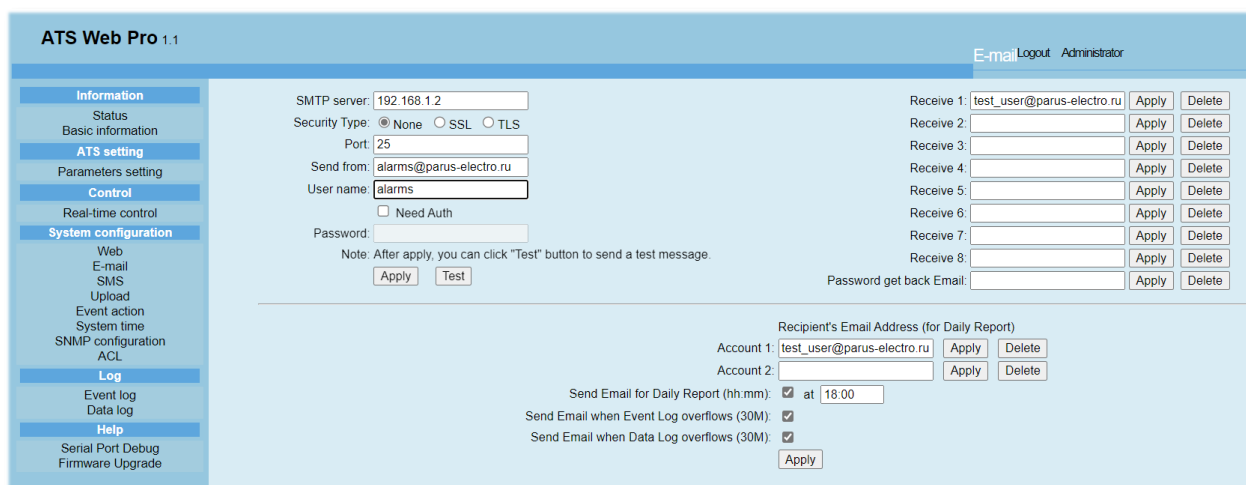 ATS Web Pro 1.1
E-mail Logout Administrator
Information
Status
Basic information
ATS setting
Parameters setting
Control
Real-time control
System configuration
Web
E-mail
SMS
Upload
Event action
System time
SNMP configuration
ACL
Log
Event log
Data log
Help
Serial Port Debug
Firmware Upgrade
SMTP server: 192.168.1.2
Security Type: None SSL TLS
Port: 25
Send from: alarms@parus-electro.ru
User name: alarms
Need Auth
Password:
Note: After apply, you can click "Test" button to send a test message.
Apply Test
Receive 1: test_user@parus-electro.ru Apply Delete
Receive 2: Apply Delete
Receive 3: Apply Delete
Receive 4: Apply Delete
Receive 5: Apply Delete
Receive 6: Apply Delete
Receive 7: Apply Delete
Receive 8: Apply Delete
Password get back Email: Apply Delete
Recipient's Email Address (for Daily Report)
Account 1: test_user@parus-electro.ru Apply Delete
Account 2: Apply Delete
Send Email for Daily Report (hh:mm): at 18:00
Send Email when Event Log overflows (30M):
Send Email when Data Log overflows (30M):
Apply